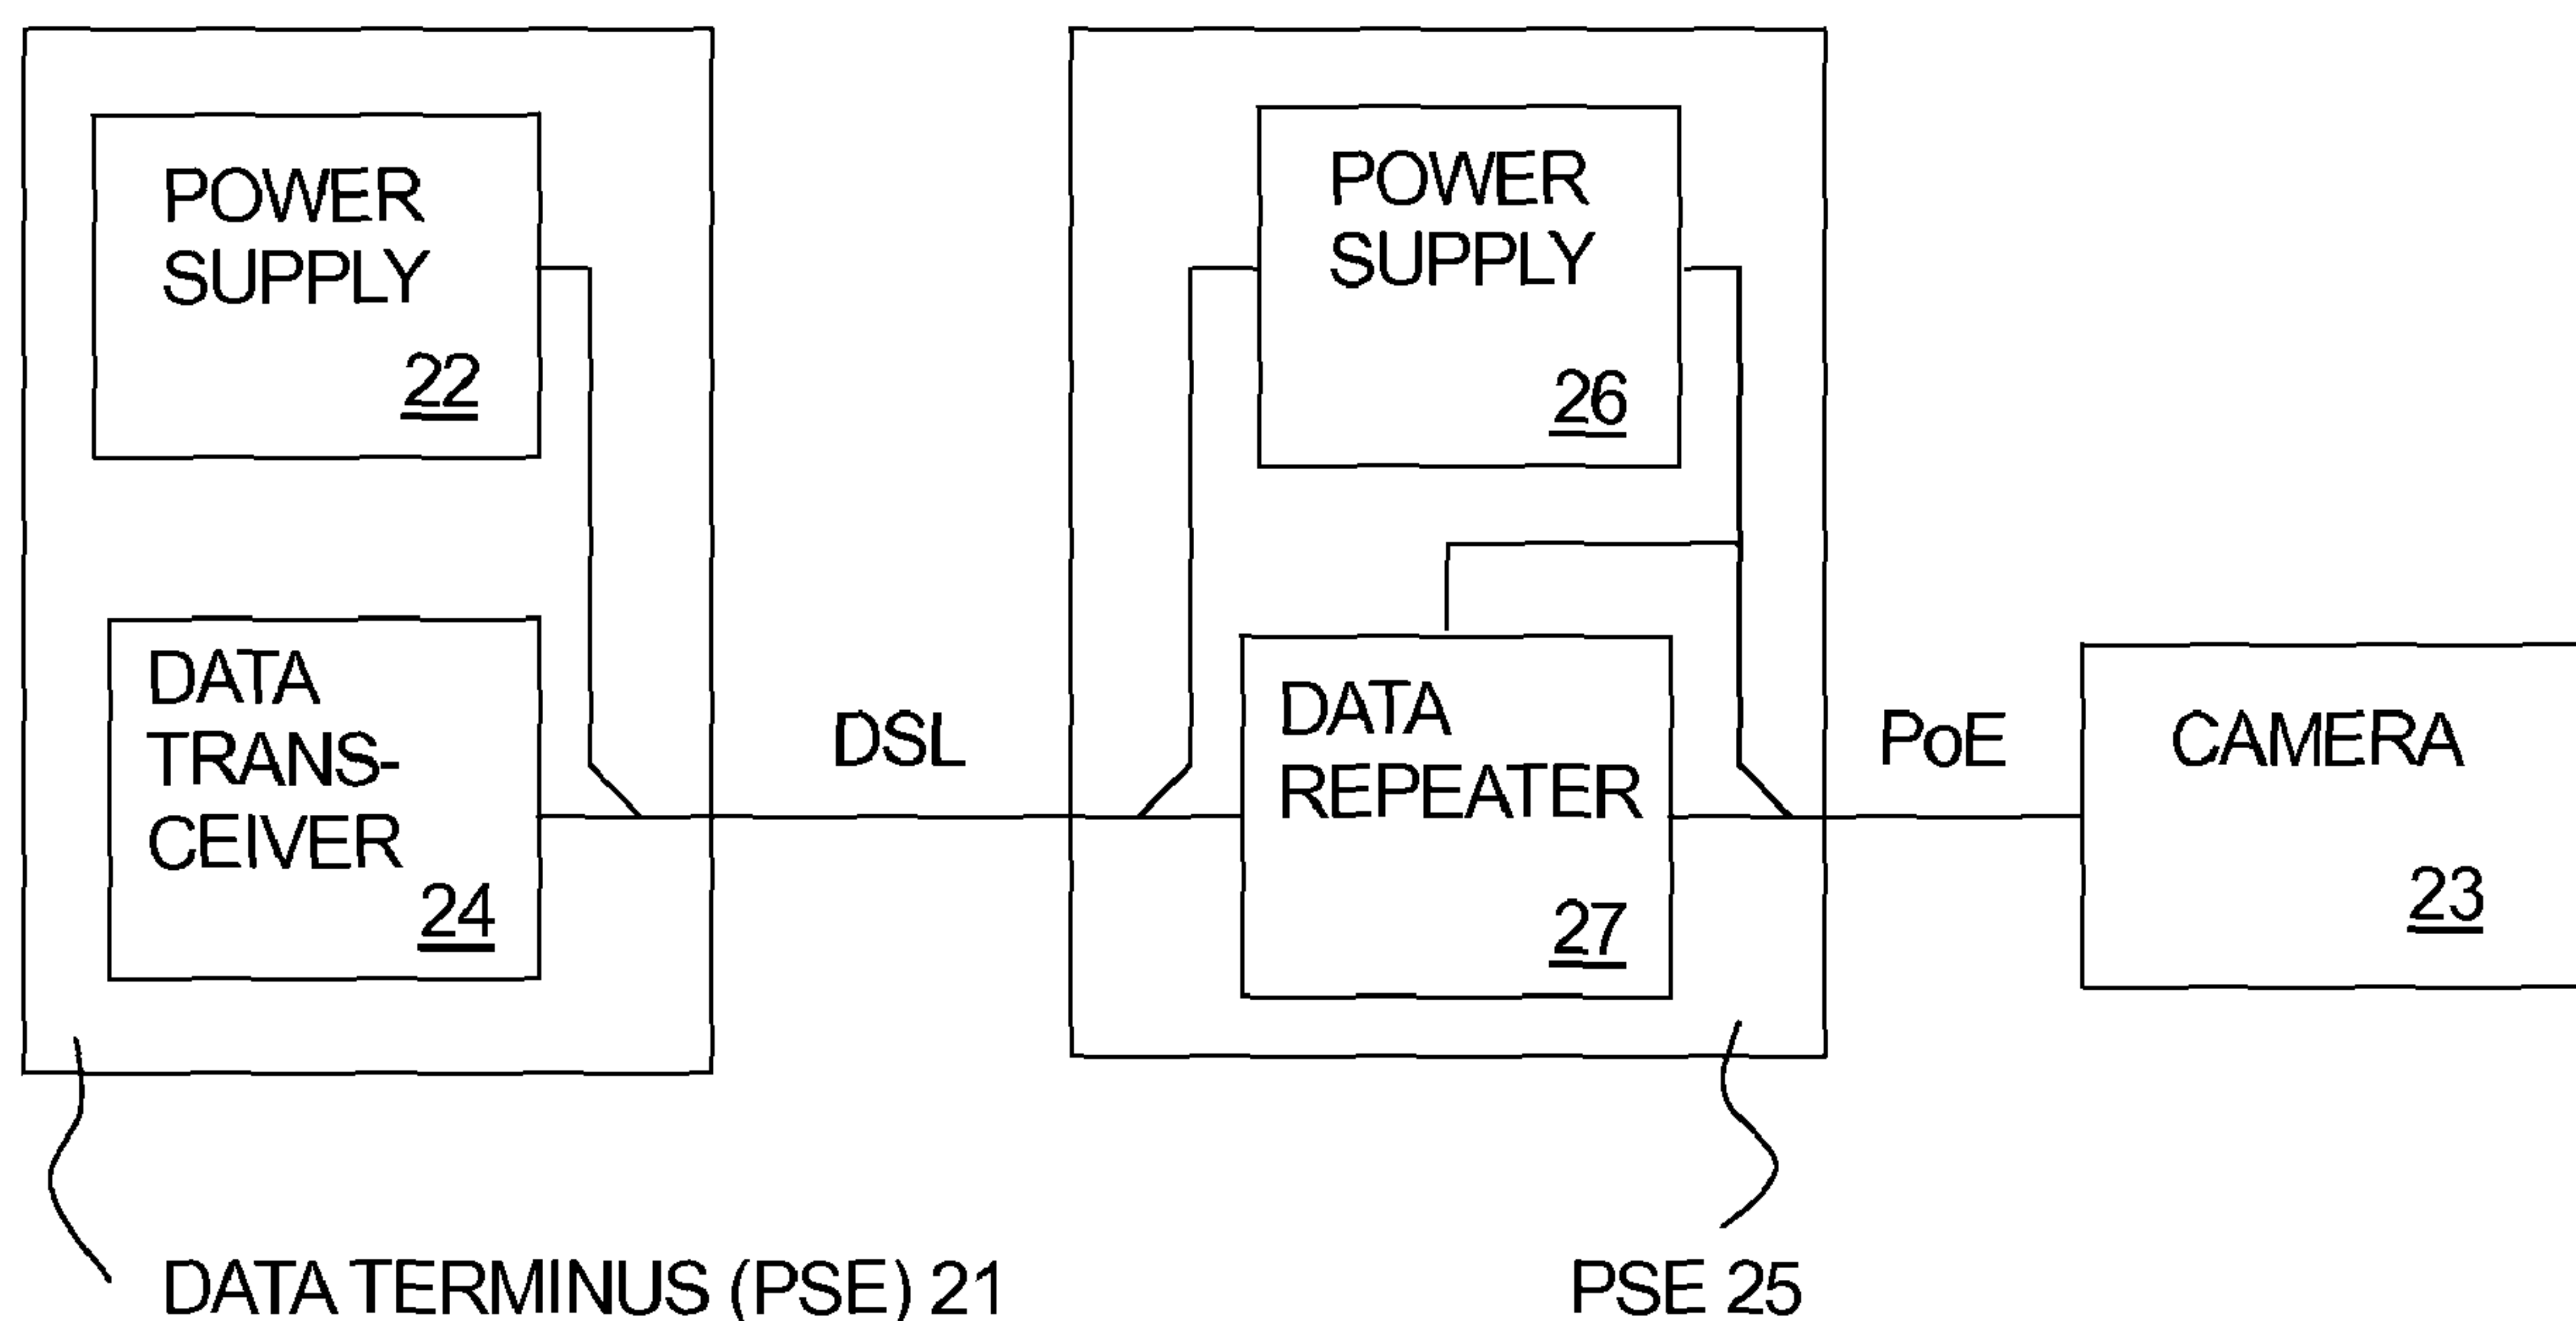 POWER
SUPPLY
22
DATA
TRANS-
CEIVER
24
DSL
POWER
SUPPLY
26
DATA
REPEATER
27
PoE
CAMERA
23
DATA TERMINUS (PSE) 21
PSE 25